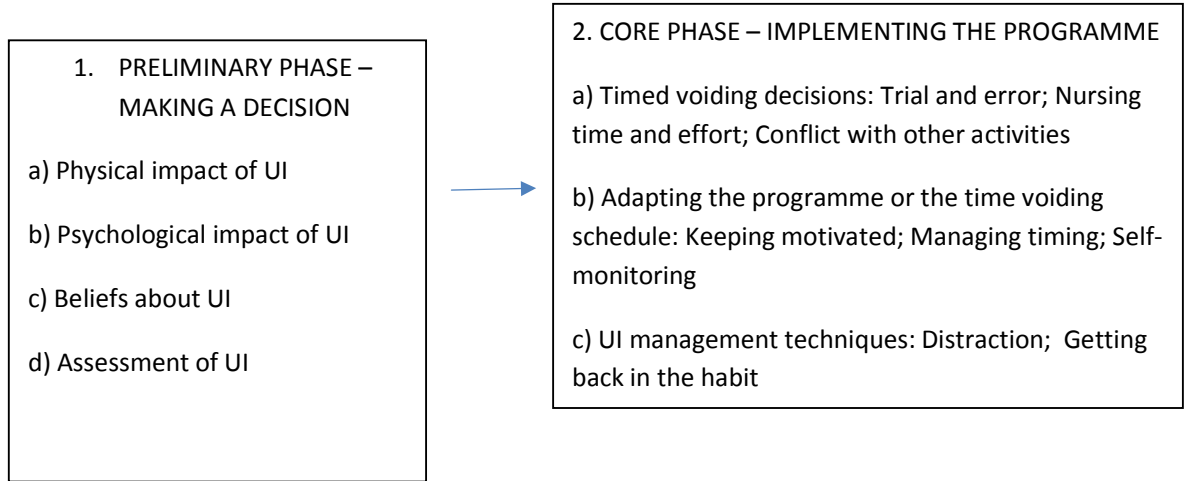 1. PRELIMINARY PHASE –
MAKING A DECISION
a) Physical impact of UI
b) Psychological impact of UI
c) Beliefs about UI
d) Assessment of UI
2. CORE PHASE – IMPLEMENTING THE PROGRAMME
a) Timed voiding decisions: Trial and error; Nursing
time and effort; Conflict with other activities
b) Adapting the programme or the time voiding
schedule: Keeping motivated; Managing timing; Self-
monitoring
c) UI management techniques: Distraction;  Getting
back in the habit